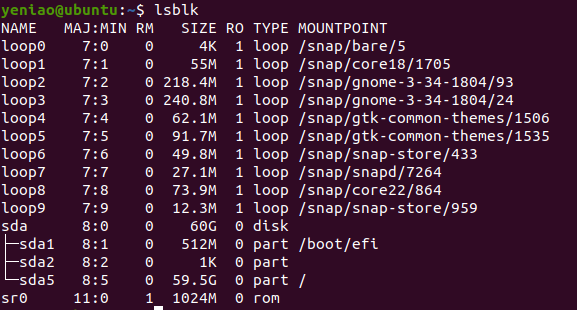 yeniao@ubuntu:~$ lsblk
NAME   MAJ:MIN RM   SIZE RO TYPE MOUNTPOINT
loop0    7:0    0     4K  1 loop /snap/bare/5
loop1    7:1    0    55M  1 loop /snap/core18/1705
loop2    7:2    0 218.4M  1 loop /snap/gnome-3-34-1804/93
loop3    7:3    0 240.8M  1 loop /snap/gnome-3-34-1804/24
loop4    7:4    0  62.1M  1 loop /snap/gtk-common-themes/1506
loop5    7:5    0  91.7M  1 loop /snap/gtk-common-themes/1535
loop6    7:6    0  49.8M  1 loop /snap/snap-store/433
loop7    7:7    0  27.1M  1 loop /snap/snapd/7264
loop8    7:8    0  73.9M  1 loop /snap/core22/864
loop9    7:9    0  12.3M  1 loop /snap/snap-store/959
sda      8:0    0    60G  0 disk
├─sda1   8:1    0   512M  0 part /boot/efi
├─sda2   8:2    0     1K  0 part
└─sda5   8:5    0  59.5G  0 part /
sr0     11:0    1  1024M  0 rom